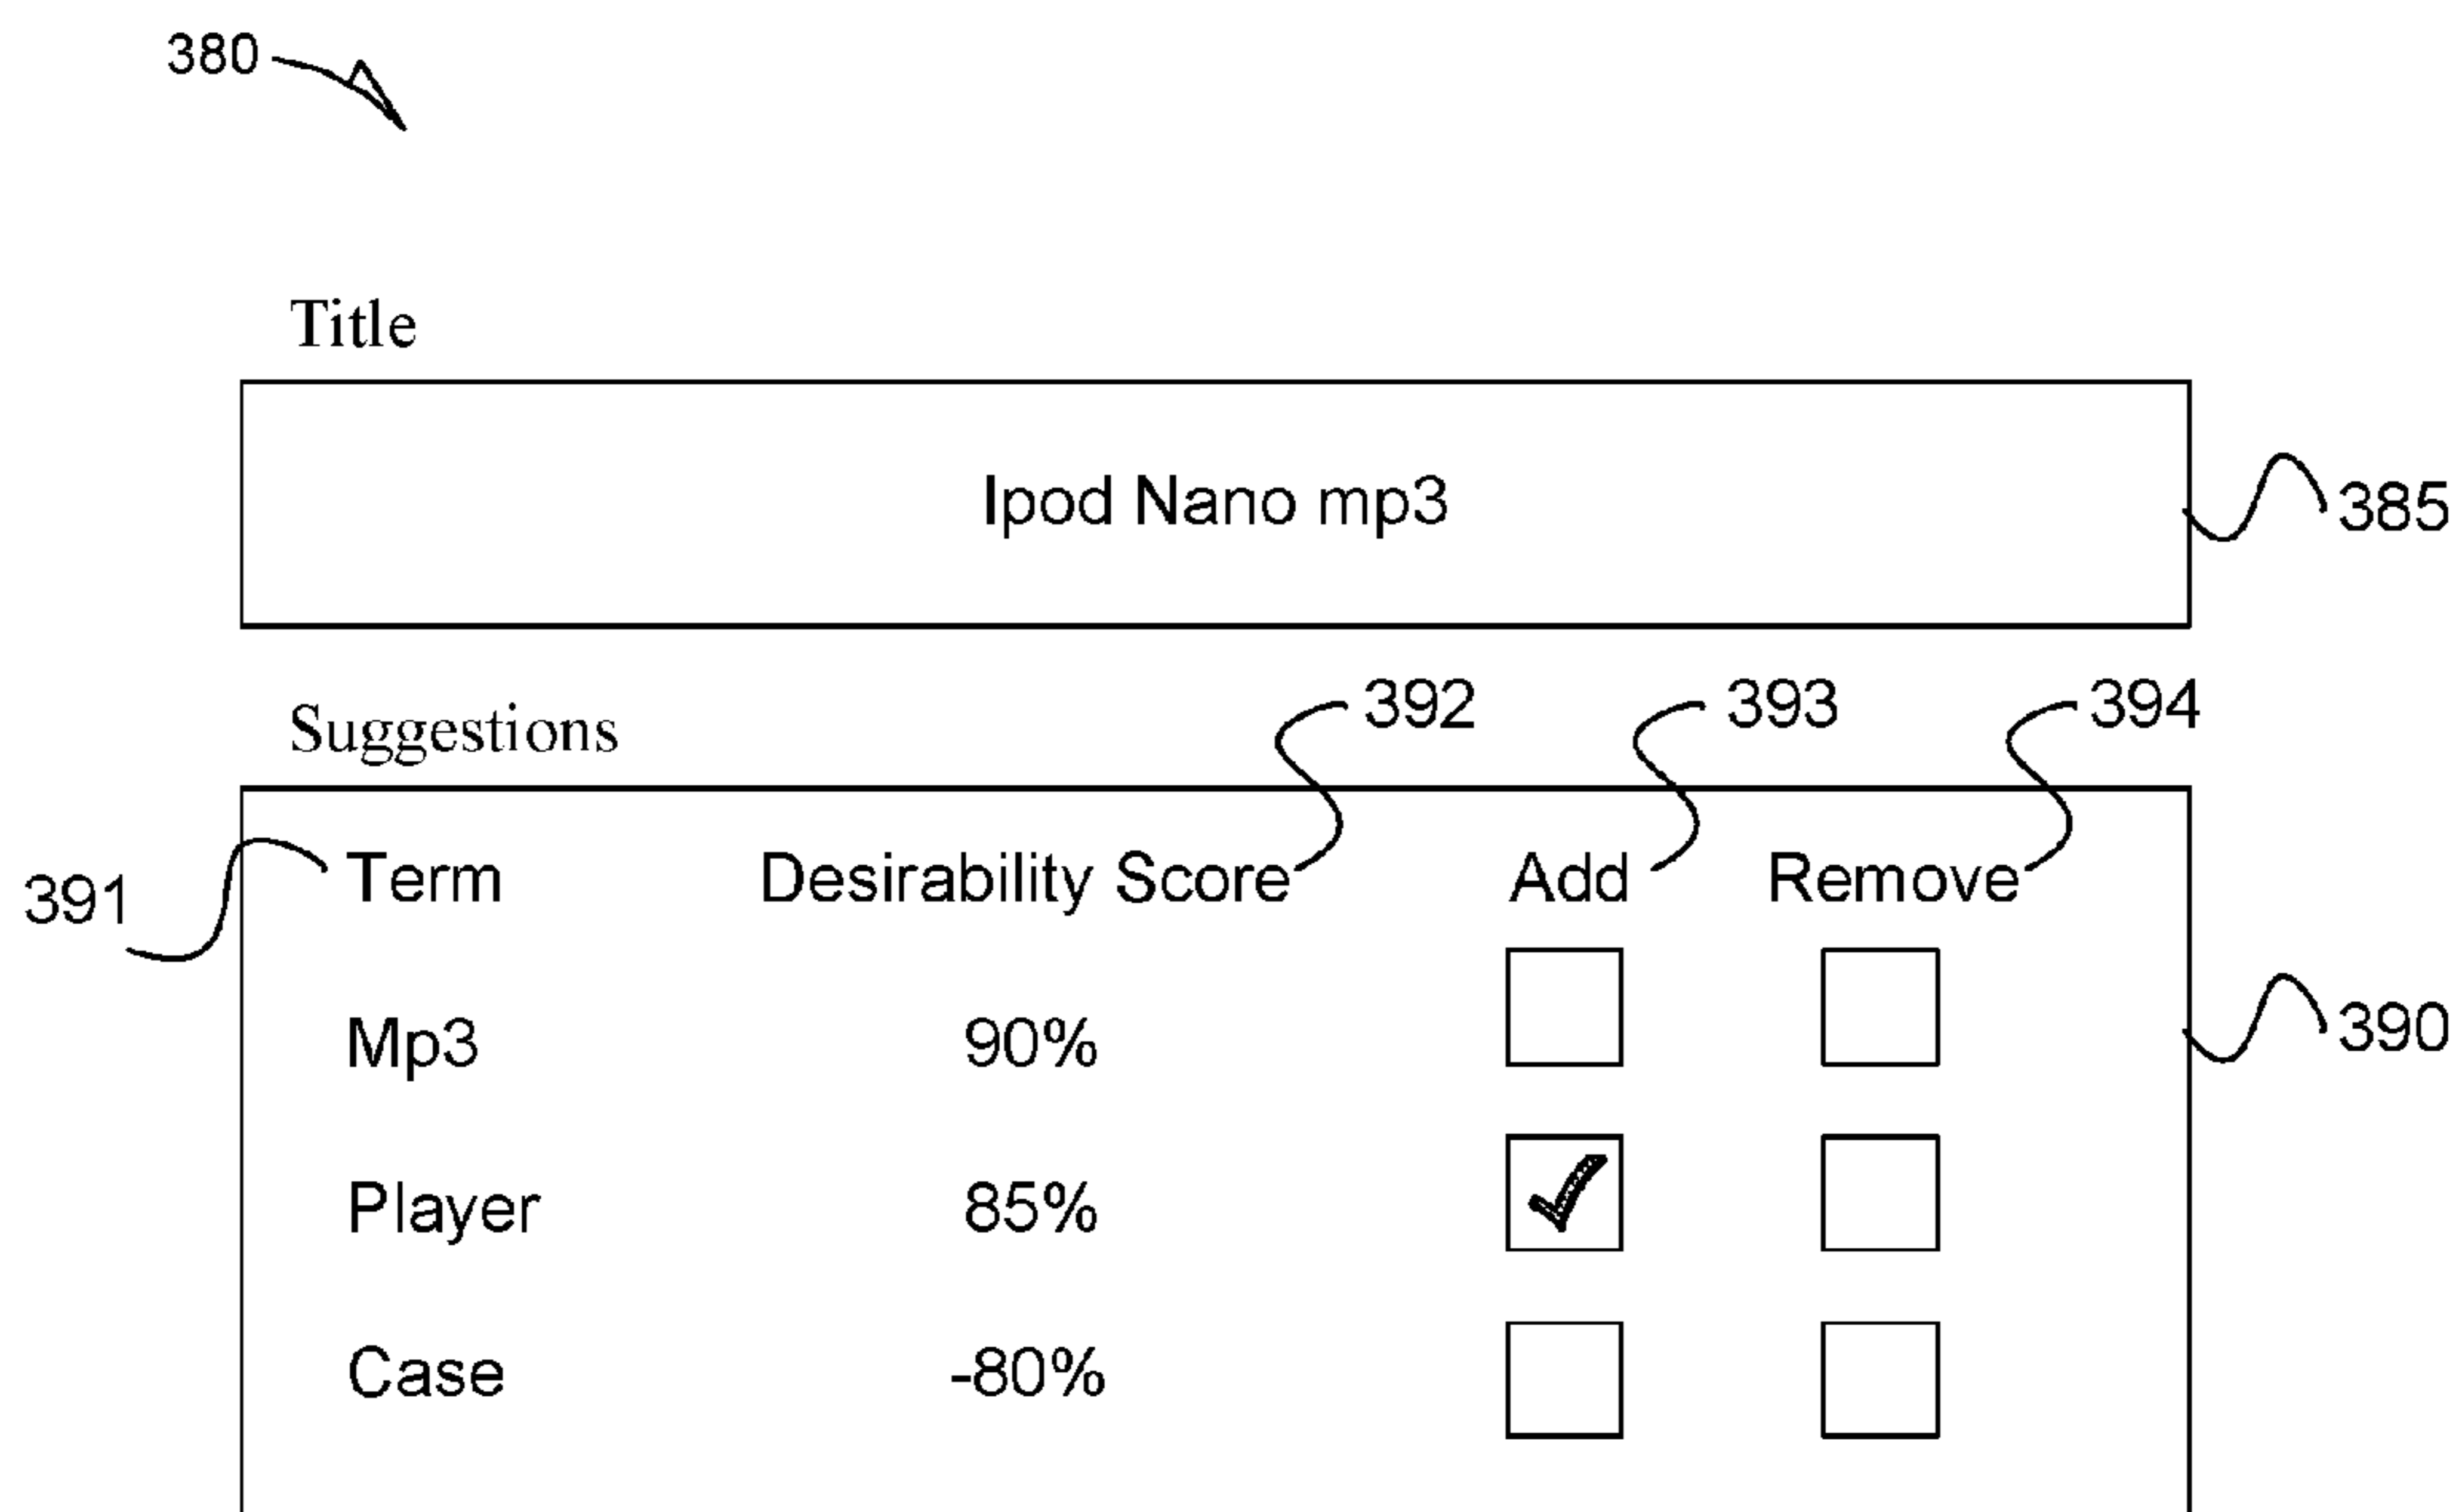 380
Title
Ipod Nano mp3
385
Suggestions
392
393
394
391
Term Desirability Score Add Remove
Mp3 90%
390
Player 85%
Case -80%